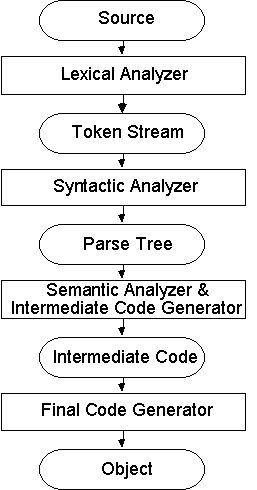 Source
Lexical Analyzer
Token Stream
Syntactic Analyzer
Parse Tree
Semantic Analyzer &
Intermediate Code Generator
Intermediate Code
Final Code Generator
Object